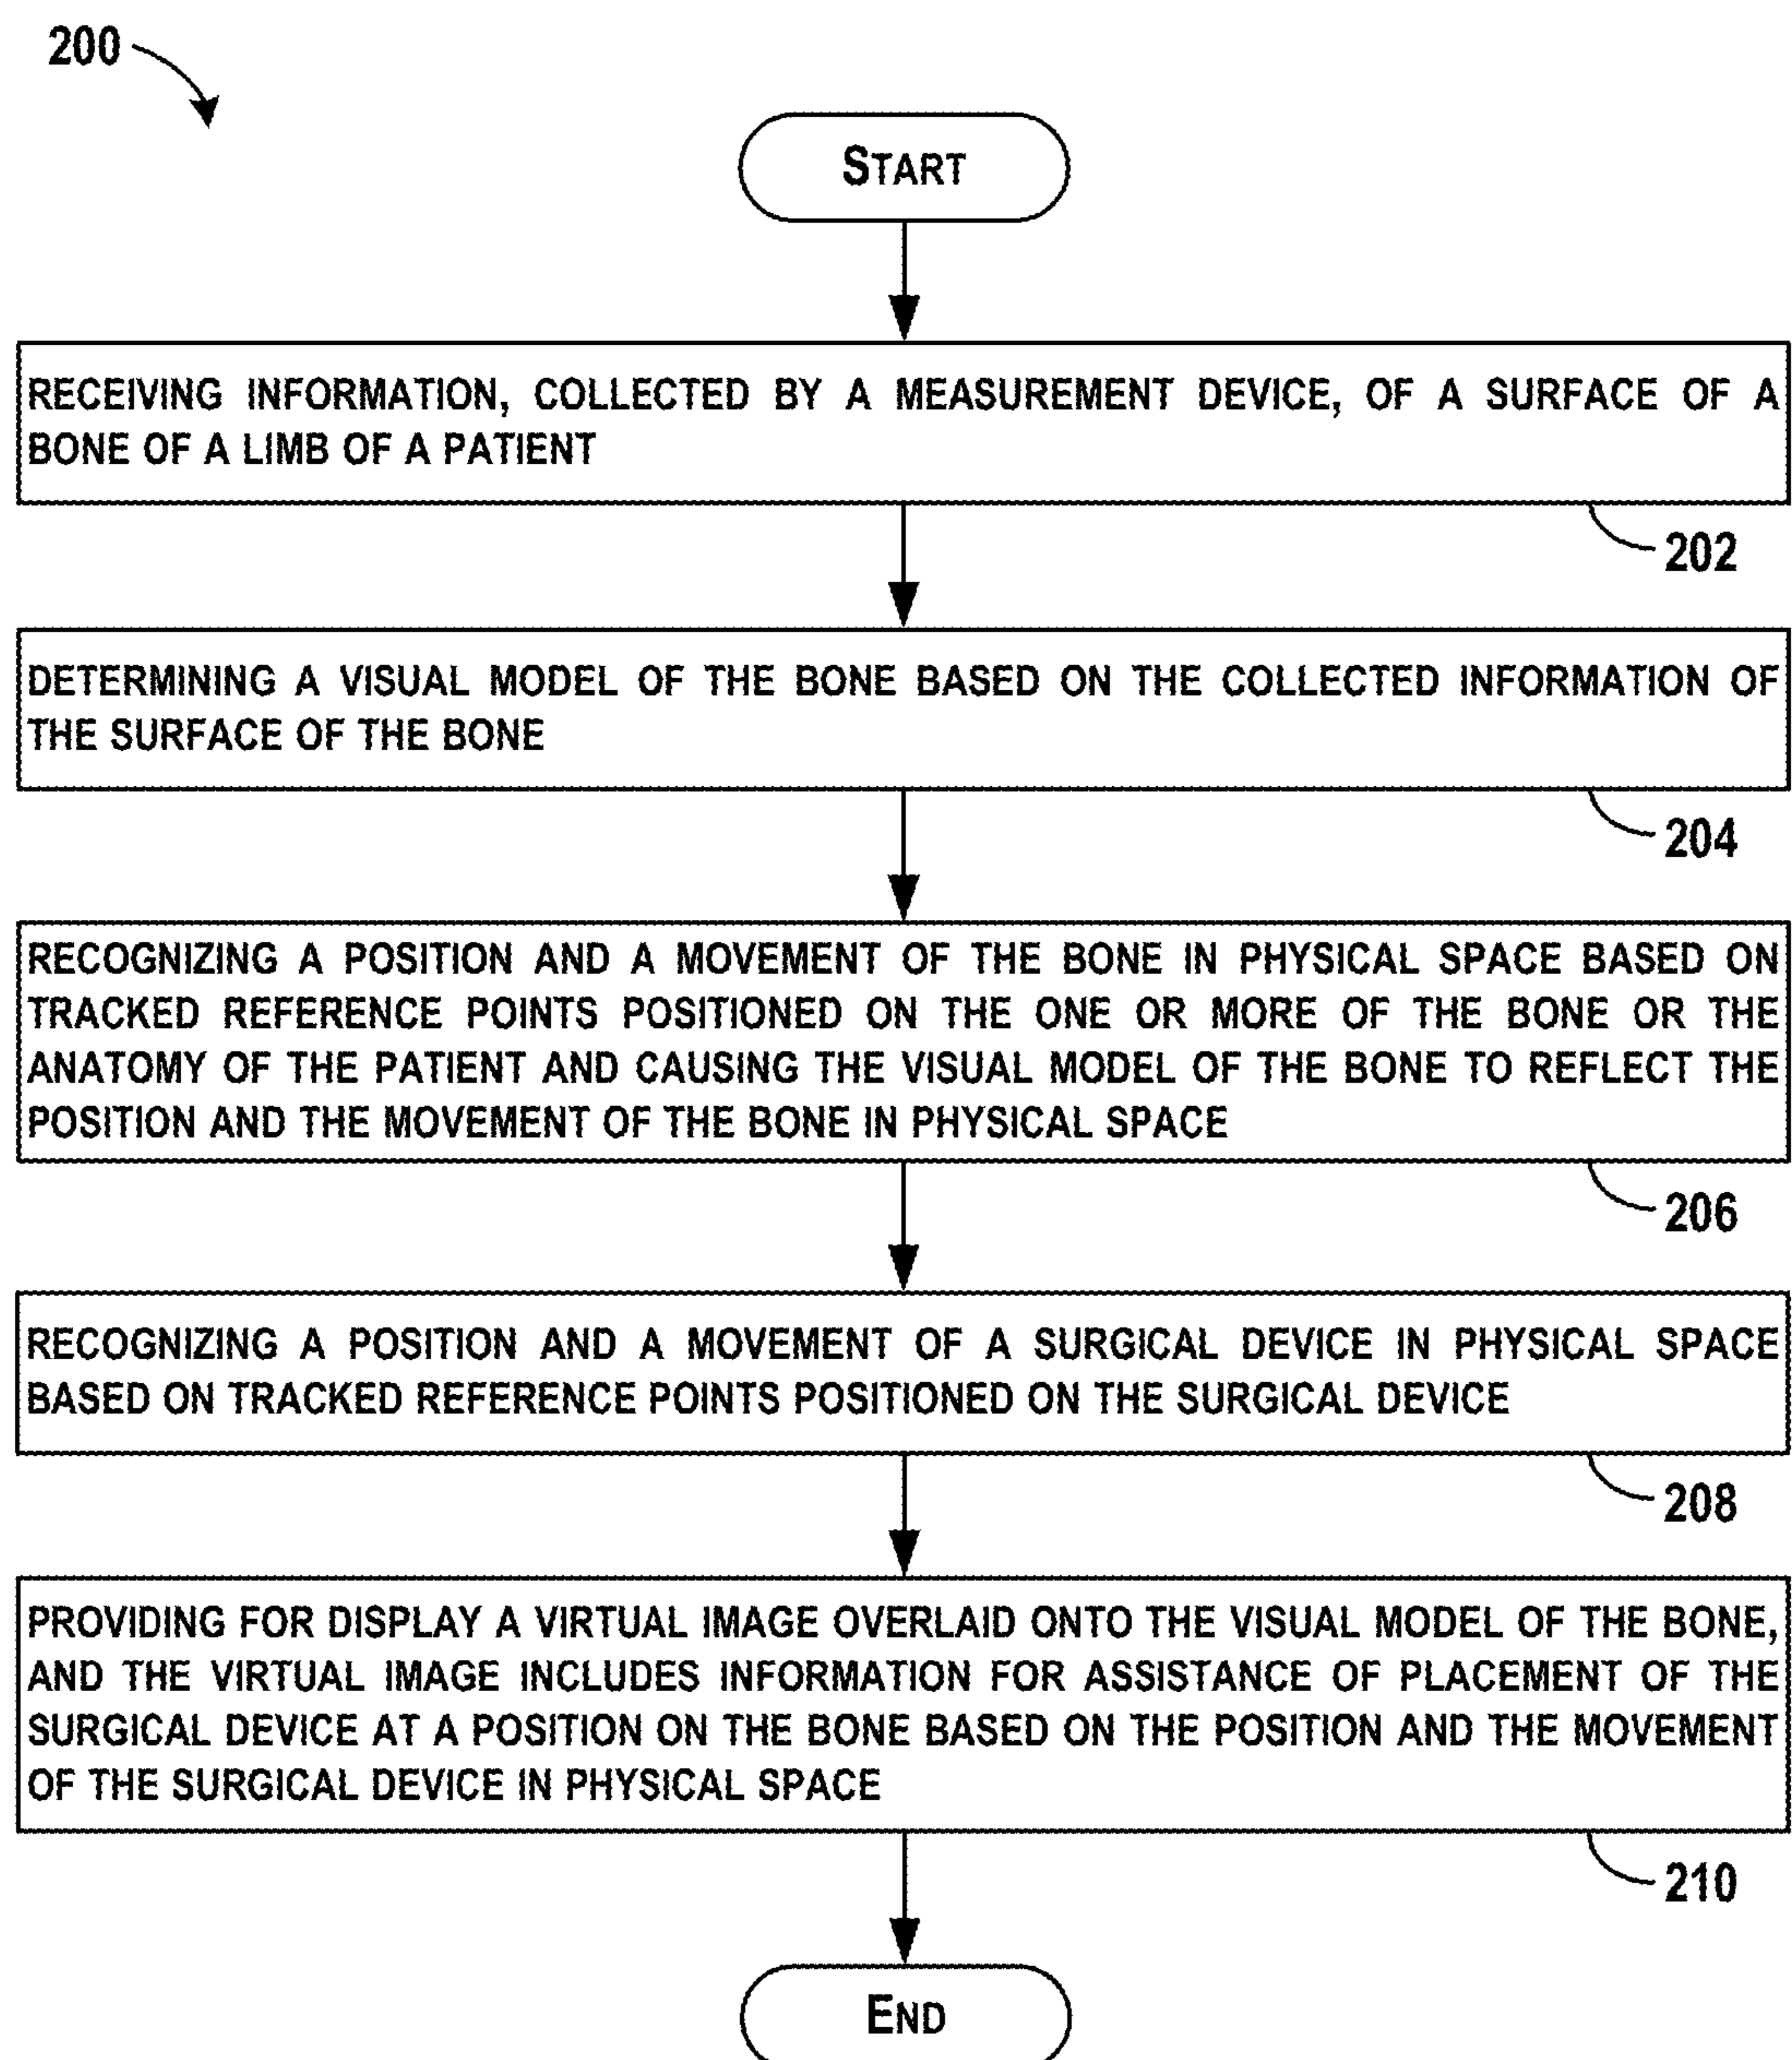 200
START
RECEIVING INFORMATION, COLLECTED BY A MEASUREMENT DEVICE, OF A SURFACE OF A
BONE OF A LIMB OF A PATIENT
202
DETERMINING A VISUAL MODEL OF THE BONE BASED ON THE COLLECTED INFORMATION OF
THE SURFACE OF THE BONE
204
RECOGNIZING A POSITION AND A MOVEMENT OF THE BONE IN PHYSICAL SPACE BASED ON
TRACKED REFERENCE POINTS POSITIONED ON THE ONE OR MORE OF THE BONE OR THE
ANATOMY OF THE PATIENT AND CAUSING THE VISUAL MODEL OF THE BONE TO REFLECT THE
POSITION AND THE MOVEMENT OF THE BONE IN PHYSICAL SPACE
206
RECOGNIZING A POSITION AND A MOVEMENT OF A SURGICAL DEVICE IN PHYSICAL SPACE
BASED ON TRACKED REFERENCE POINTS POSITIONED ON THE SURGICAL DEVICE
208
PROVIDING FOR DISPLAY A VIRTUAL IMAGE OVERLAID ONTO THE VISUAL MODEL OF THE BONE,
AND THE VIRTUAL IMAGE INCLUDES INFORMATION FOR ASSISTANCE OF PLACEMENT OF THE
SURGICAL DEVICE AT A POSITION ON THE BONE BASED ON THE POSITION AND THE MOVEMENT
OF THE SURGICAL DEVICE IN PHYSICAL SPACE
210
END